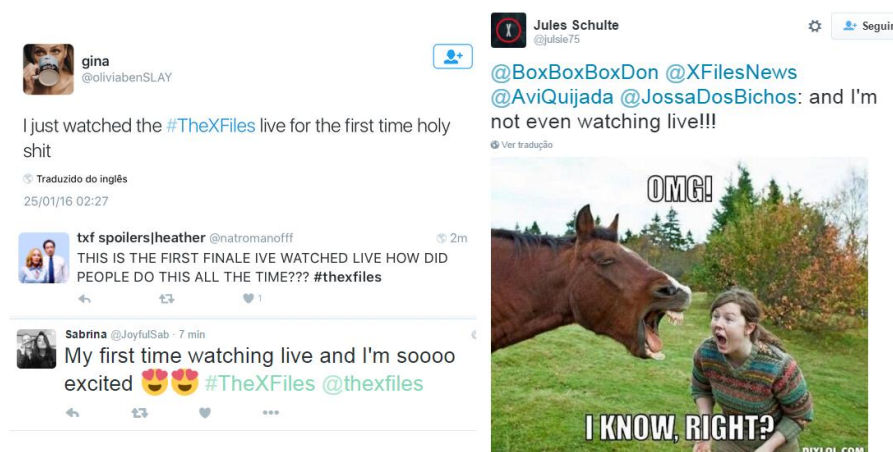 gina
@oliviabenSLAY
I just watched the #TheXFiles live for the first time holy
shit
Traduzido do inglês
25/01/16 02:27
txf spoilers|heather @natromanofff 2m
THIS IS THE FIRST FINALE IVE WATCHED LIVE HOW DID
PEOPLE DO THIS ALL THE TIME??? #thexfiles
1
Sabrina @JoyfulSab · 7 min
My first time watching live and I'm soooo
excited 😍😍 #TheXFiles @thexfiles
Jules Schulte
@julsie75
Seguir
@BoxBoxBoxDon @XFilesNews
@AviQuijada @JossaDosBichos: and I'm
not even watching live!!!
Ver tradução
OMG!
I KNOW, RIGHT?
PIXLOL.COM